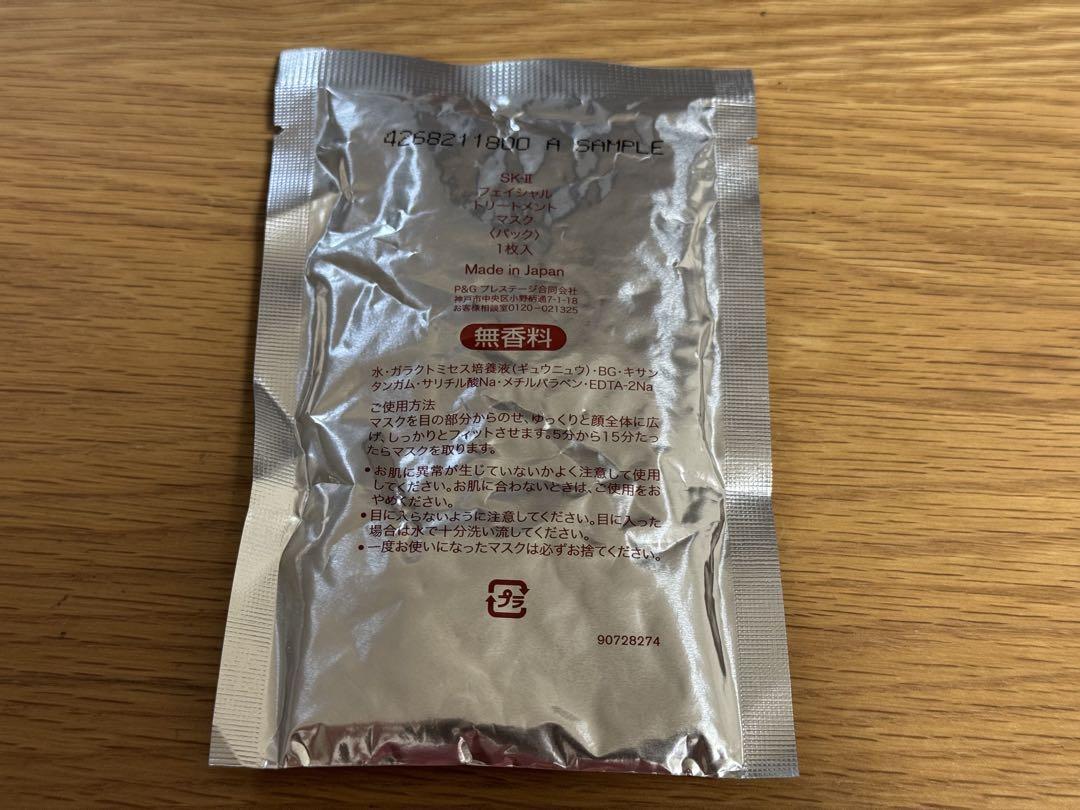 4268211800 A SAMPLE
SK-II
フェイシャル
トリートメント
マスク
〈パック〉
1枚入
Made in Japan
P&G プレステージ合同会社
神戸市中央区小野柄通7-1-18
お客様相談室0120-021325
無香料
水・ガラクトミセス培養液(ギュウニュウ)・BG・キサン
タンガム・サリチル酸Na・メチルパラベン・EDTA-2Na
ご使用方法
マスクを目の部分からのせ、ゆっくりと顔全体に広
げ、しっかりとフィットさせます。5分から15分たっ
たらマスクを取ります。
•お肌に異常が生じていないかよく注意して使用
してください。お肌に合わないときは、ご使用をお
やめください。
•目に入らないように注意してください。目に入った
場合は水で十分洗い流してください。
•一度お使いになったマスクは必ずお捨てください。
プラ
90728274